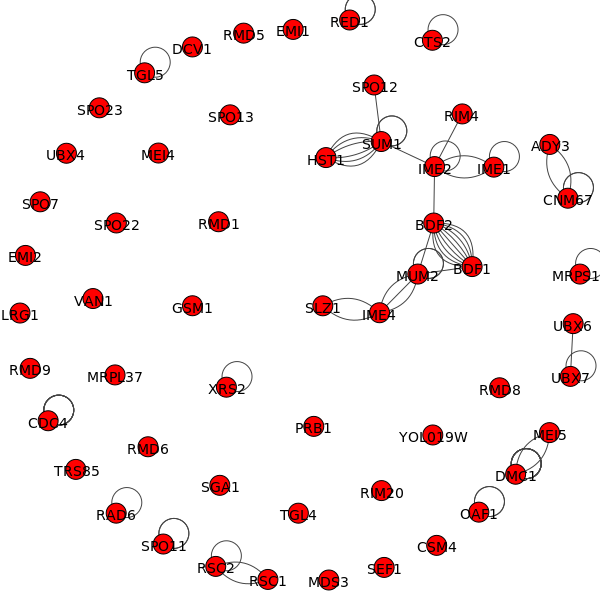 RED1
EMI1
RMD5
CTS2
DCV1
TGL5
SPO12
SPO23
SPO13
RIM4
SUM1
ADY3
UBX4
MEI4
HST1
IME2
IME1
CNM67
SPO7
SPO22
RMD1
BDF2
EMI2
BDF1
MUM2
MRPS1
VAN1
GSM1
SLZ1
IME4
LRG1
UBX6
RMD9
MRPL37
UBX7
XRS2
RMD8
CDC4
PRB1
YOL019W
MEI5
RMD6
TRS85
DMC1
SGA1
RIM20
RAD6
TGL4
OAF1
SPO11
CSM4
RSC2
SEF1
RSC1
MDS3